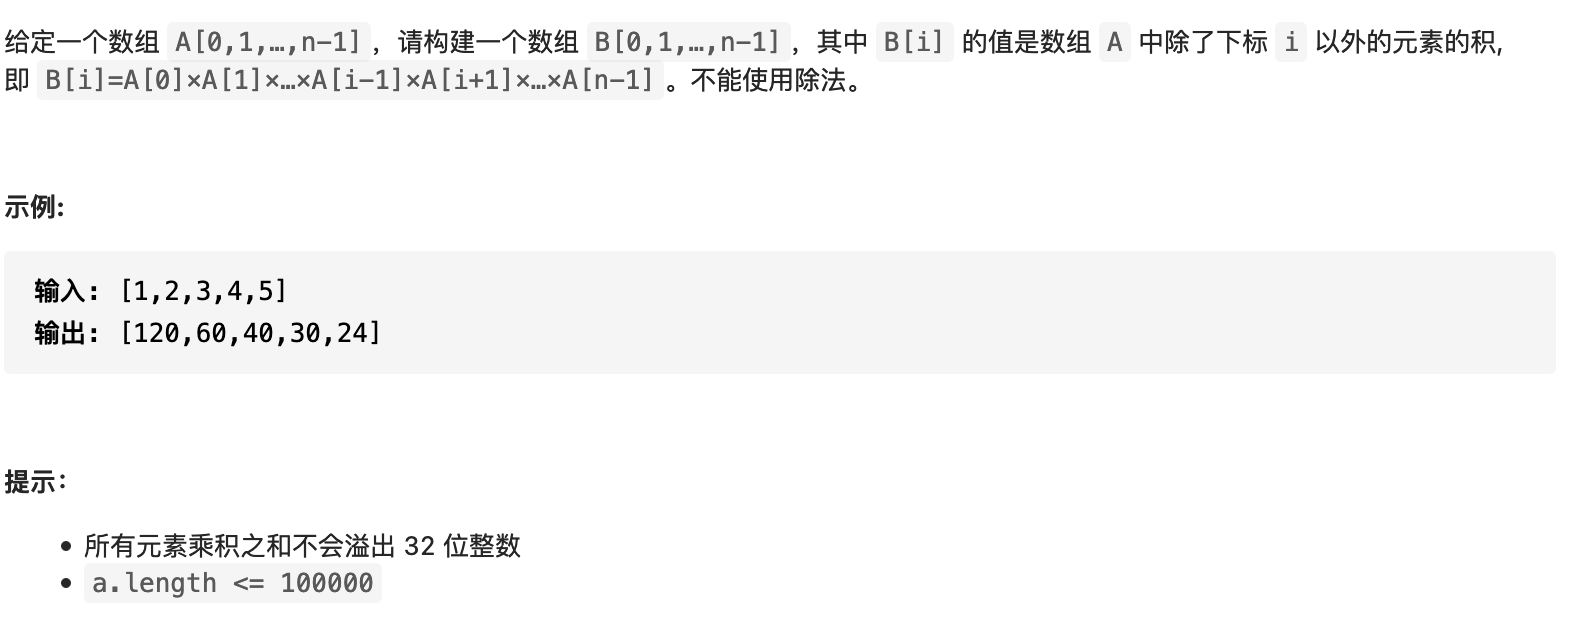 给定一个数组 A[0,1,…,n-1]，请构建一个数组 B[0,1,…,n-1]，其中 B[i] 的值是数组 A 中除了下标 i 以外的元素的积,
即 B[i]=A[0]×A[1]×…×A[i-1]×A[i+1]×…×A[n-1]。不能使用除法。
示例:
输入: [1,2,3,4,5]
输出: [120,60,40,30,24]
提示：
• 所有元素乘积之和不会溢出 32 位整数
• a.length <= 100000